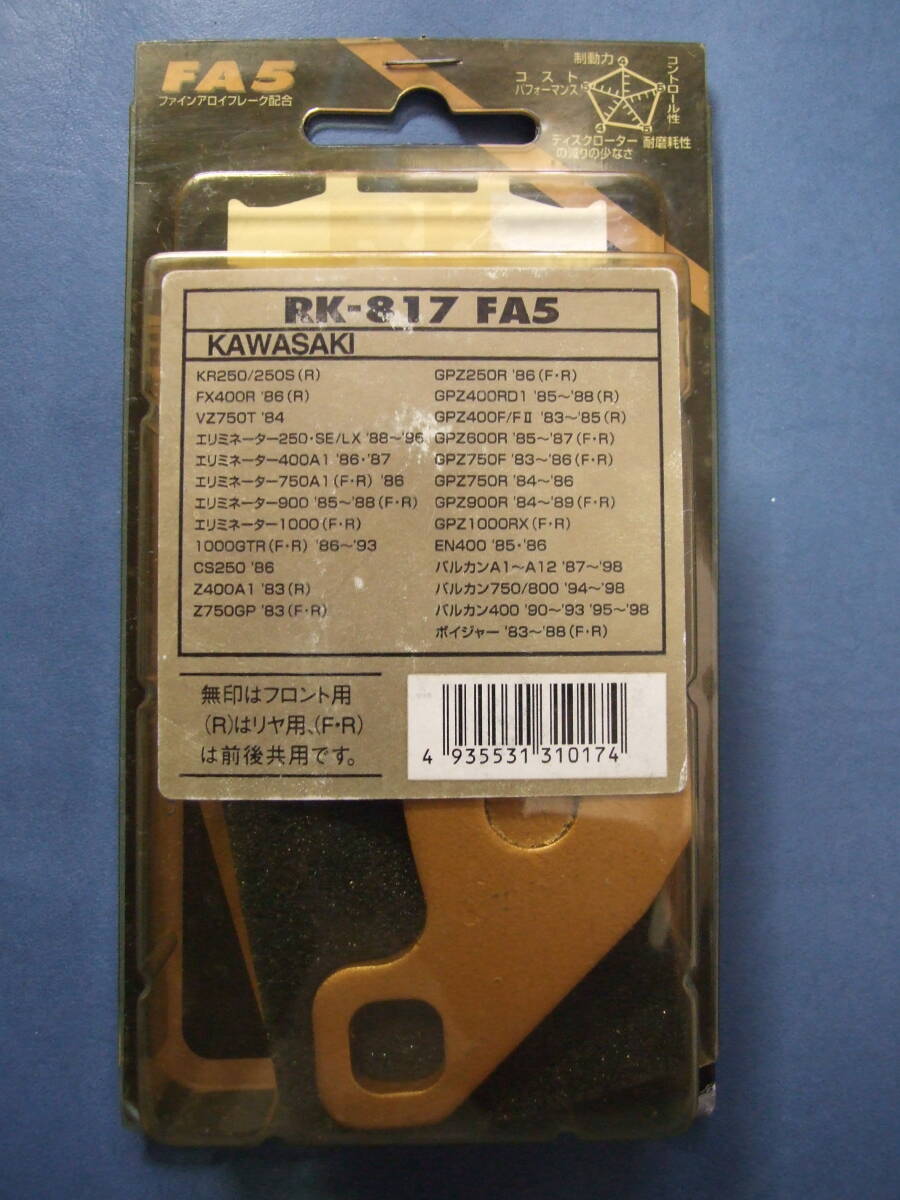 FA5
ファインアロイフレーク配合
制動力
4
コスト
パフォーマンス
5
コントロール性
5
ディスクローター
の減りの少なさ
4
耐磨耗性
5
RK-817 FA5
KAWASAKI
KR250/250S(R)
FX400R '86(R)
VZ750T '84
エリミネーター250・SE/LX '88〜'96
エリミネーター400A1 '86・'87
エリミネーター750A1(F・R) '86
エリミネーター900 '85〜'88(F・R)
エリミネーター1000(F・R)
1000GTR(F・R) '86〜'93
CS250 '86
Z400A1 '83(R)
Z750GP '83(F・R)
GPZ250R '86(F・R)
GPZ400RD1 '85〜'88(R)
GPZ400F/FⅡ '83〜'85(R)
GPZ600R '85〜'87(F・R)
GPZ750F '83〜'86(F・R)
GPZ750R '84〜'86
GPZ900R '84〜'89(F・R)
GPZ1000RX(F・R)
EN400 '85・'86
バルカンA1〜A12 '87〜'98
バルカン750/800 '94〜'98
バルカン400 '90〜'93 '95〜'98
ボイジャー '83〜'88(F・R)
無印はフロント用
(R)はリヤ用、(F・R)
は前後共用です。
4 935531 310174